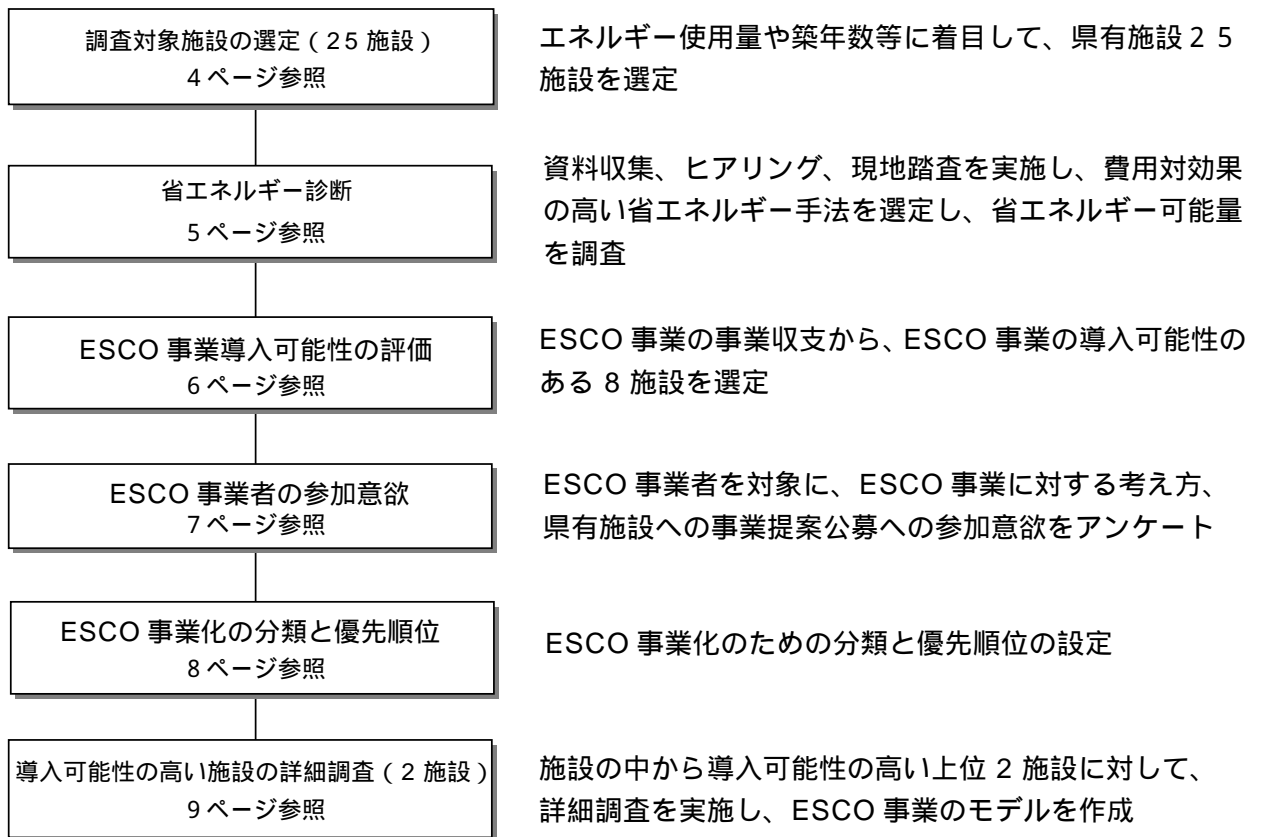 調査対象施設の選定（25 施設）
4 ページ参照
エネルギー使用量や築年数等に着目して、県有施設２５
施設を選定
省エネルギー診断
5 ページ参照
資料収集、ヒアリング、現地踏査を実施し、費用対効果
の高い省エネルギー手法を選定し、省エネルギー可能量
を調査
ESCO 事業導入可能性の評価
6 ページ参照
ESCO 事業の事業収支から、ESCO 事業の導入可能性の
ある 8 施設を選定
ESCO 事業者の参加意欲
7 ページ参照
ESCO 事業者を対象に、ESCO 事業に対する考え方、
県有施設への事業提案公募への参加意欲をアンケート
ESCO 事業化の分類と優先順位
8 ページ参照
ESCO 事業化のための分類と優先順位の設定
導入可能性の高い施設の詳細調査（2 施設）
9 ページ参照
施設の中から導入可能性の高い上位 2 施設に対して、
詳細調査を実施し、ESCO 事業のモデルを作成